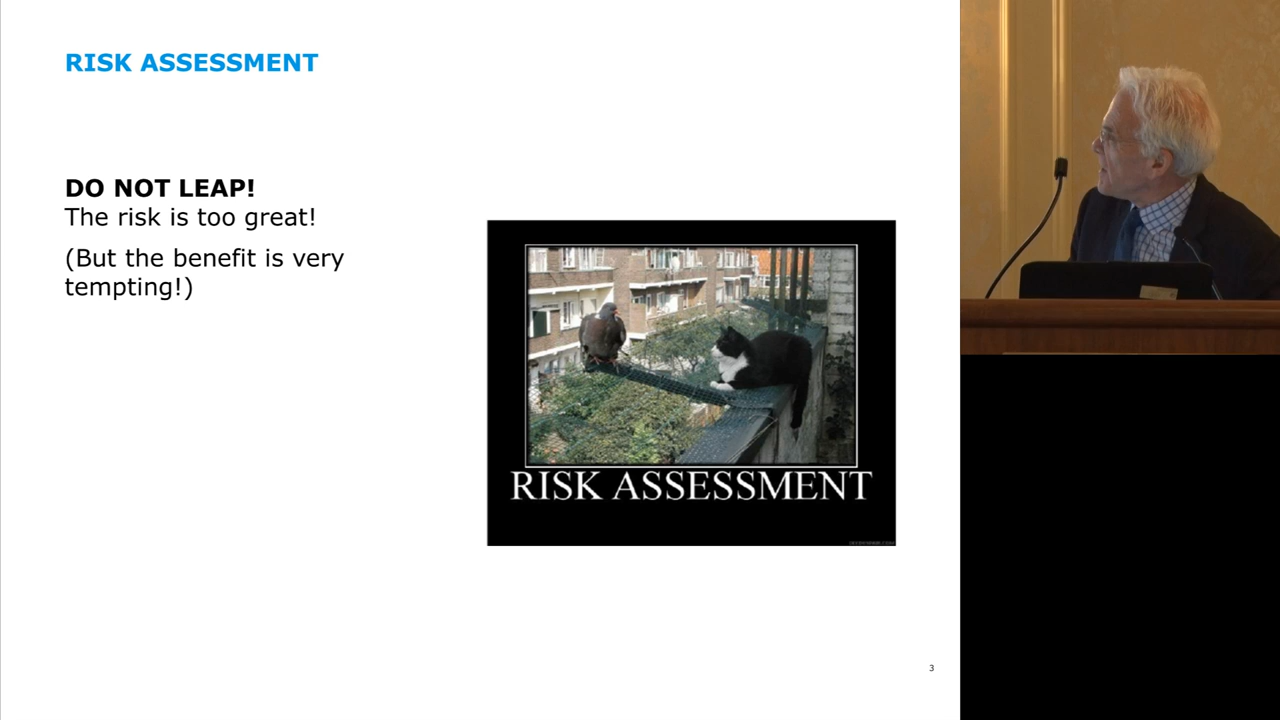 RISK ASSESSMENT
DO NOT LEAP!
The risk is too great!
(But the benefit is very
tempting!)
RISK ASSESSMENT
3